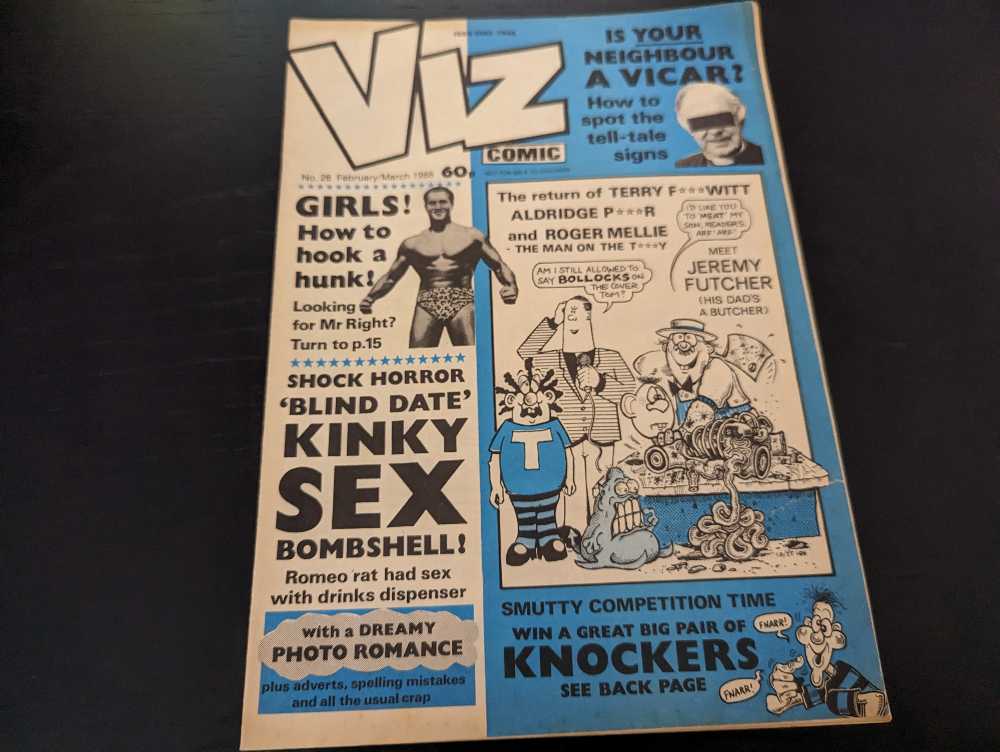 VIZ
COMIC
No. 28 February/March 1988 60p
IS YOUR
NEIGHBOUR
A VICAR?
How to
spot the
tell-tale
signs
GIRLS!
How to
hook a
hunk!
Looking
for Mr Right?
Turn to p.15
SHOCK HORROR
'BLIND DATE'
KINKY
SEX
BOMBSHELL!
Romeo rat had sex
with drinks dispenser
with a DREAMY
PHOTO ROMANCE
plus adverts, spelling mistakes
and all the usual crap
The return of TERRY F***WITT
ALDRIDGE P***R
and ROGER MELLIE
- THE MAN ON THE T***Y
I'D LIKE YOU
TO 'MEAT' MY
SON, READERS.
ARF ARF!
MEET
JEREMY
FUTCHER
(HIS DAD'S
A BUTCHER)
AM I STILL ALLOWED TO
SAY BOLLOCKS ON
THE COVER
TOM?
T
SMUTTY COMPETITION TIME
WIN A GREAT BIG PAIR OF
KNOCKERS
SEE BACK PAGE
FNARR!
FNARR!